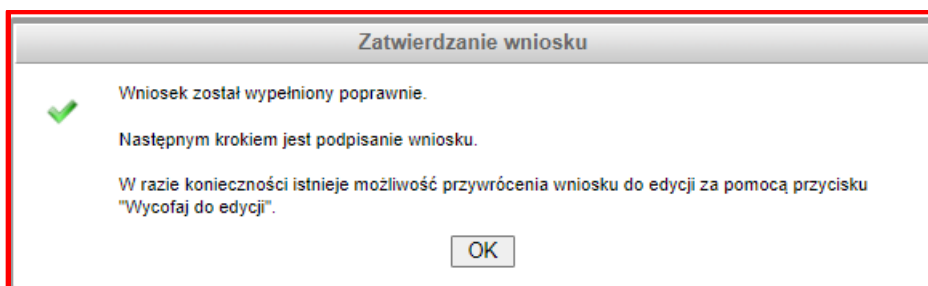 Zatwierdzanie wniosku
Wniosek został wypełniony poprawnie.
Następnym krokiem jest podpisanie wniosku.
W razie konieczności istnieje możliwość przywrócenia wniosku do edycji za pomocą przycisku
"Wycofaj do edycji".
OK